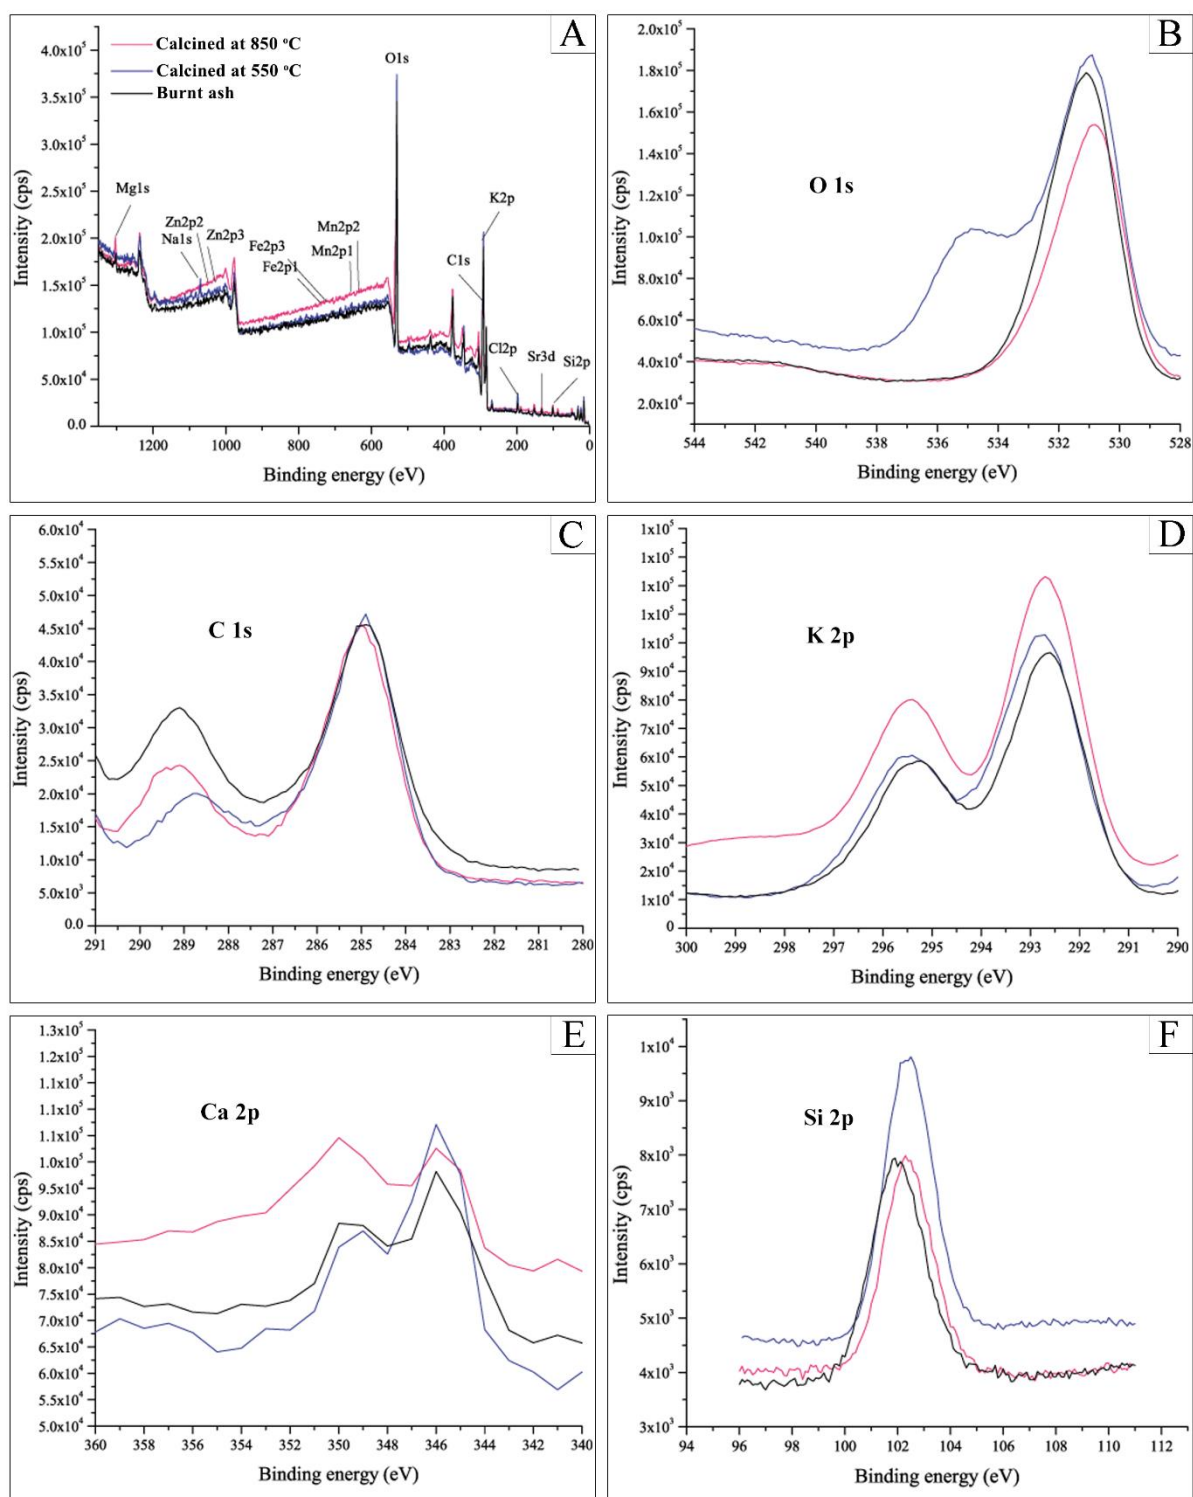 A
Calcined at 850 °C
Calcined at 550 °C
Burnt ash
O1s
K2p
Mg1s
Zn2p2
Na1s
Zn2p3
Fe2p3
Fe2p1
Mn2p2
Mn2p1
C1s
Cl2p
Sr3d
Si2p
4.0x10⁵
3.5x10⁵
3.0x10⁵
2.5x10⁵
2.0x10⁵
1.5x10⁵
1.0x10⁵
5.0x10⁴
0.0
Intensity (cps)
1200 1000 800 600 400 200 0
Binding energy (eV)
B
O 1s
2.0x10⁵
1.8x10⁵
1.6x10⁵
1.4x10⁵
1.2x10⁵
1.0x10⁵
8.0x10⁴
6.0x10⁴
4.0x10⁴
2.0x10⁴
Intensity (cps)
544 542 540 538 536 534 531 530 528
Binding energy (eV)
C
C 1s
6.0x10⁴
5.5x10⁴
5.0x10⁴
4.5x10⁴
4.0x10⁴
3.5x10⁴
3.0x10⁴
2.5x10⁴
2.0x10⁴
1.5x10⁴
1.0x10⁴
5.0x10³
0.0
Intensity (cps)
291 290 289 288 287 286 285 284 283 282 281 280
Binding energy (eV)
D
K 2p
1x10⁵
1x10⁵
1x10⁵
1x10⁵
9x10⁴
8x10⁴
7x10⁴
6x10⁴
5x10⁴
4x10⁴
3x10⁴
2x10⁴
1x10⁴
0
Intensity (cps)
300 299 298 297 296 295 294 293 292 291 290
Binding energy (eV)
E
Ca 2p
13x10⁵
13x10⁵
1.1x10⁵
1.1x10⁵
1.1x10⁵
1.0x10⁵
9.5x10⁴
9.0x10⁴
8.5x10⁴
8.0x10⁴
7.5x10⁴
7.0x10⁴
6.5x10⁴
6.0x10⁴
5.5x10⁴
5.0x10⁴
Intensity (cps)
360 358 356 354 352 350 348 346 344 342 340
Binding energy (eV)
F
Si 2p
1x10⁴
9x10³
8x10³
7x10³
6x10³
5x10³
4x10³
3x10³
Intensity (cps)
94 96 98 100 102 104 106 108 110 112
Binding energy (eV)